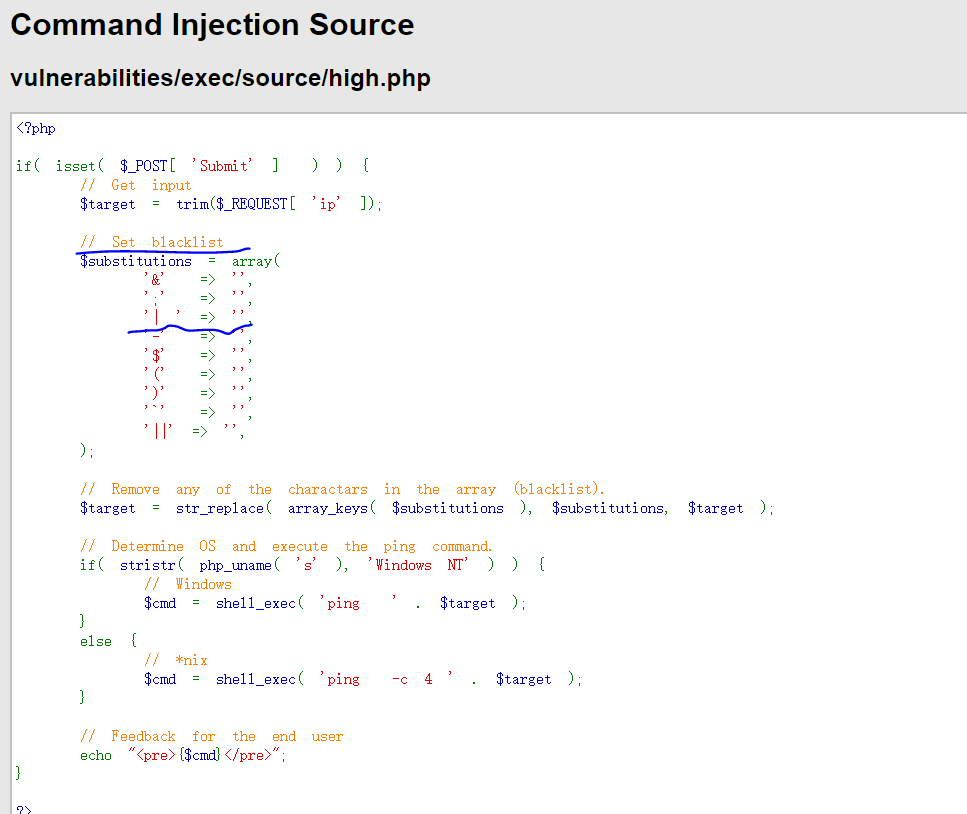 Command Injection Source
vulnerabilities/exec/source/high.php
<?php
if( isset( $_POST[ 'Submit' ] ) ) {
// Get input
$target = trim($_REQUEST[ 'ip' ]);
// Set blacklist
$substitutions = array(
'&' => '',
';' => '',
'| ' => '',
'-' => '',
'$' => '',
'(' => '',
')' => '',
'`' => '',
'||' => '',
);
// Remove any of the charactars in the array (blacklist).
$target = str_replace( array_keys( $substitutions ), $substitutions, $target );
// Determine OS and execute the ping command.
if( stristr( php_uname( 's' ), 'Windows NT' ) ) {
// Windows
$cmd = shell_exec( 'ping ' . $target );
}
else {
// *nix
$cmd = shell_exec( 'ping -c 4 ' . $target );
}
// Feedback for the end user
echo "<pre>{$cmd}</pre>";
}
?>